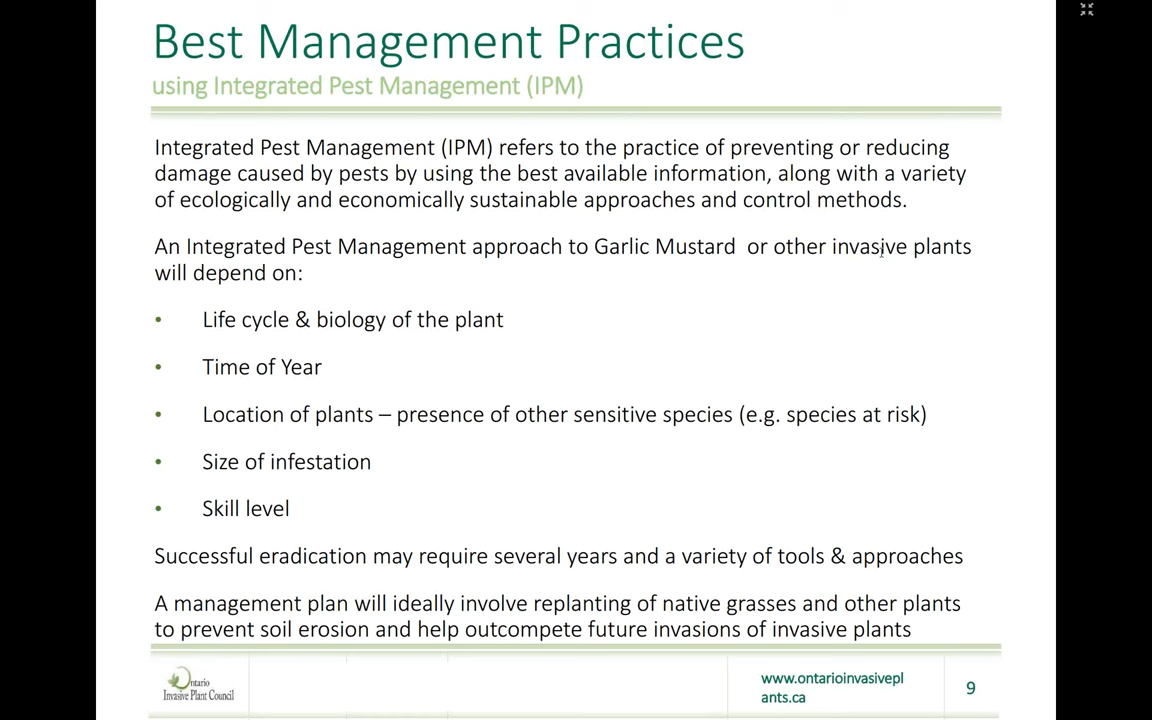 Best Management Practices
using Integrated Pest Management (IPM)
Integrated Pest Management (IPM) refers to the practice of preventing or reducing
damage caused by pests by using the best available information, along with a variety
of ecologically and economically sustainable approaches and control methods.
An Integrated Pest Management approach to Garlic Mustard or other invasive plants
will depend on:
• Life cycle & biology of the plant
• Time of Year
• Location of plants – presence of other sensitive species (e.g. species at risk)
• Size of infestation
• Skill level
Successful eradication may require several years and a variety of tools & approaches
A management plan will ideally involve replanting of native grasses and other plants
to prevent soil erosion and help outcompete future invasions of invasive plants
Ontario
Invasive Plant Council
www.ontarioinvasivepl
ants.ca
9